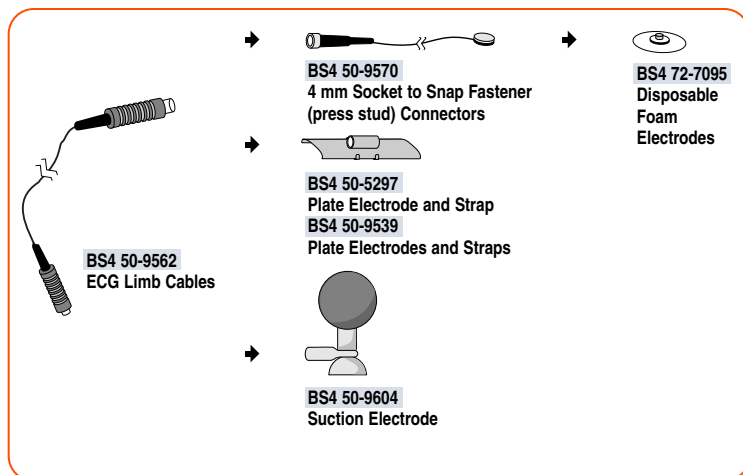 BS4 50-9570
4 mm Socket to Snap Fastener
(press stud) Connectors
BS4 72-7095
Disposable
Foam
Electrodes
BS4 50-5297
Plate Electrode and Strap
BS4 50-9539
Plate Electrodes and Straps
BS4 50-9562
ECG Limb Cables
BS4 50-9604
Suction Electrode